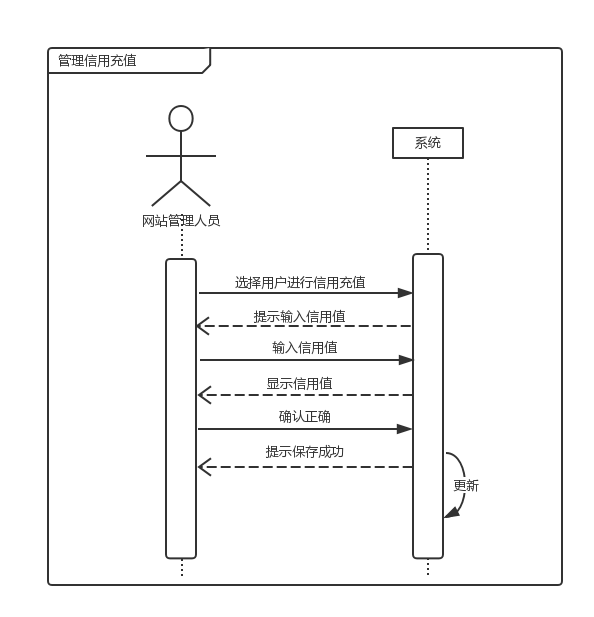 管理信用充值
系统
网站管理人员
选择用户进行信用充值
提示输入信用值
输入信用值
显示信用值
确认正确
提示保存成功
更新